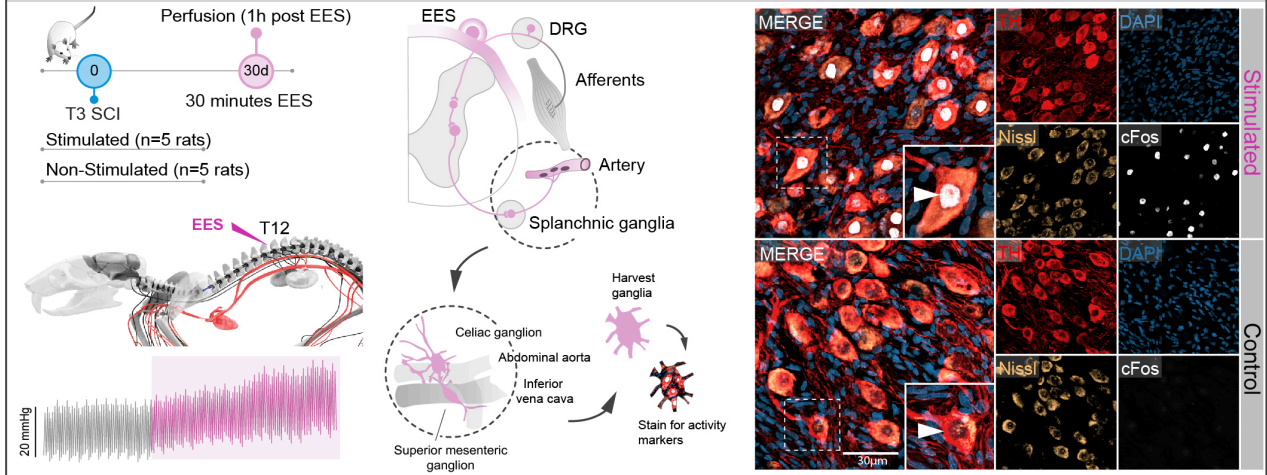 Perfusion (1h post EES)
0
30d
T3 SCI
30 minutes EES
Stimulated (n=5 rats)
Non-Stimulated (n=5 rats)
EES
T12
20 mmHg
EES
DRG
Afferents
Artery
Splanchnic ganglia
Celiac ganglion
Abdominal aorta
Inferior
vena cava
Superior mesenteric
ganglion
Harvest
ganglia
Stain for activity
markers
MERGE
TH
DAPI
Nissl
cFos
Stimulated
MERGE
TH
DAPI
Nissl
cFos
Control
30μm